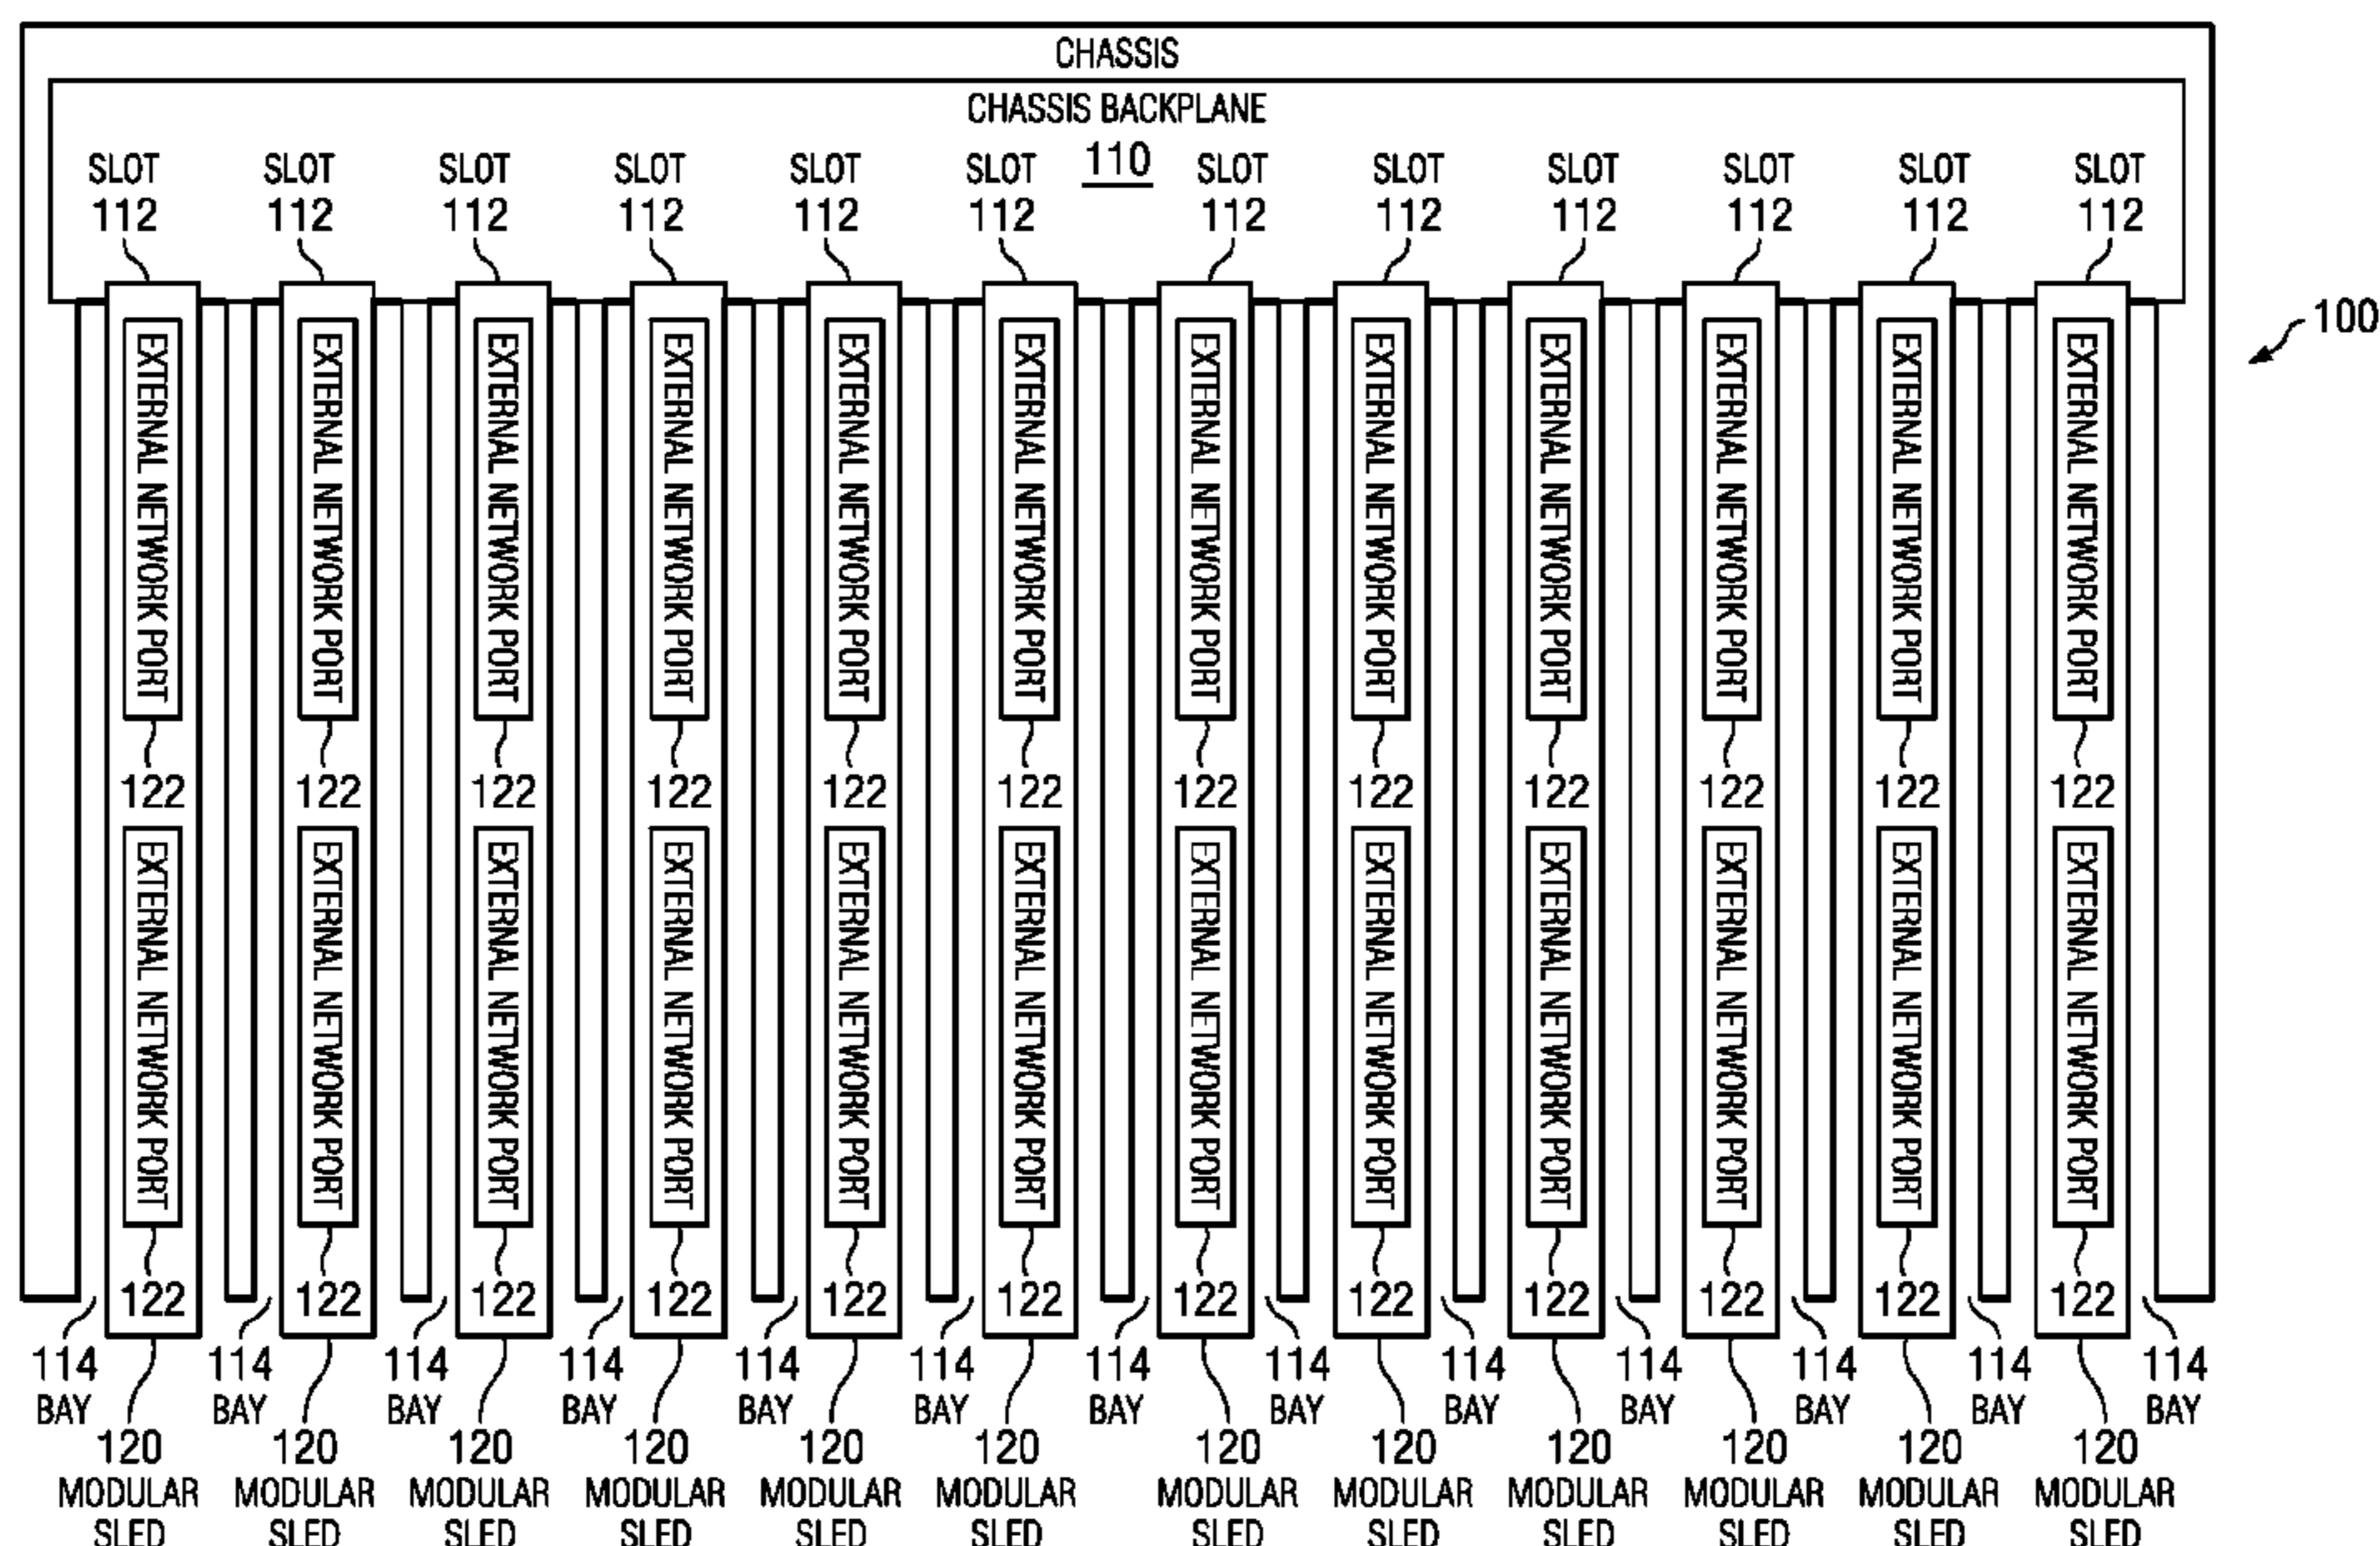 CHASSIS
CHASSIS BACKPLANE
110
SLOT SLOT SLOT SLOT SLOT SLOT SLOT SLOT SLOT SLOT SLOT SLOT
112 112 112 112 112 112 112 112 112 112 112 112
100
EXTERNAL NETWORK PORT
EXTERNAL NETWORK PORT
EXTERNAL NETWORK PORT
EXTERNAL NETWORK PORT
EXTERNAL NETWORK PORT
EXTERNAL NETWORK PORT
EXTERNAL NETWORK PORT
EXTERNAL NETWORK PORT
EXTERNAL NETWORK PORT
EXTERNAL NETWORK PORT
EXTERNAL NETWORK PORT
EXTERNAL NETWORK PORT
122 122 122 122 122 122 122 122 122 122 122 122
EXTERNAL NETWORK PORT
EXTERNAL NETWORK PORT
EXTERNAL NETWORK PORT
EXTERNAL NETWORK PORT
EXTERNAL NETWORK PORT
EXTERNAL NETWORK PORT
EXTERNAL NETWORK PORT
EXTERNAL NETWORK PORT
EXTERNAL NETWORK PORT
EXTERNAL NETWORK PORT
EXTERNAL NETWORK PORT
EXTERNAL NETWORK PORT
122 122 122 122 122 122 122 122 122 122 122 122
114 114 114 114 114 114 114 114 114 114 114 114 114
BAY BAY BAY BAY BAY BAY BAY BAY BAY BAY BAY BAY BAY
120 120 120 120 120 120 120 120 120 120 120 120
MODULAR MODULAR MODULAR MODULAR MODULAR MODULAR MODULAR MODULAR MODULAR MODULAR MODULAR MODULAR
SLED SLED SLED SLED SLED SLED SLED SLED SLED SLED SLED SLED